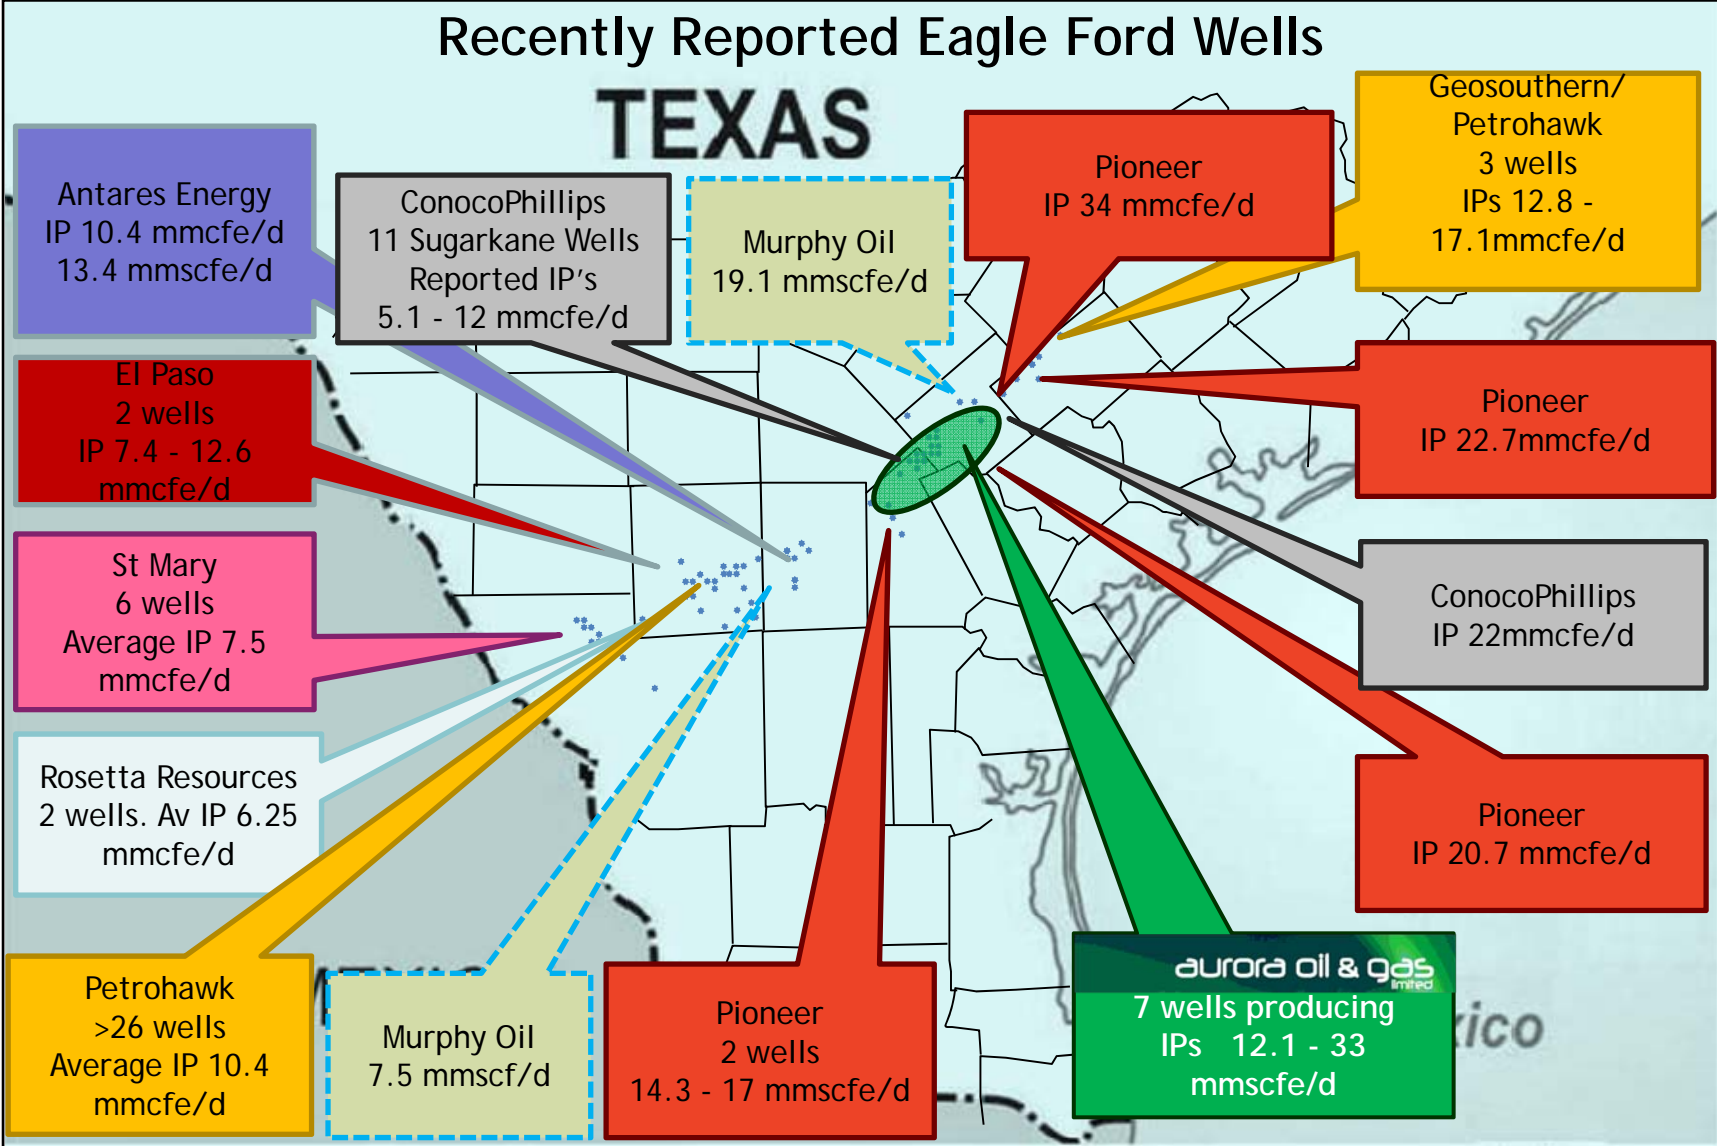 Recently Reported Eagle Ford Wells
TEXAS
Antares Energy
IP 10.4 mmcfe/d
13.4 mmscfe/d
ConocoPhillips
11 Sugarkane Wells
Reported IP's
5.1 - 12 mmcfe/d
Murphy Oil
19.1 mmscfe/d
Pioneer
IP 34 mmcfe/d
Geosouthern/
Petrohawk
3 wells
IPs 12.8 -
17.1mmcfe/d
El Paso
2 wells
IP 7.4 - 12.6
mmcfe/d
Pioneer
IP 22.7mmcfe/d
St Mary
6 wells
Average IP 7.5
mmcfe/d
ConocoPhillips
IP 22mmcfe/d
Rosetta Resources
2 wells. Av IP 6.25
mmcfe/d
Pioneer
IP 20.7 mmcfe/d
Petrohawk
>26 wells
Average IP 10.4
mmcfe/d
Murphy Oil
7.5 mmscf/d
Pioneer
2 wells
14.3 - 17 mmscfe/d
aurora oil & gas
limited
7 wells producing
IPs 12.1 - 33
mmscfe/d
xico